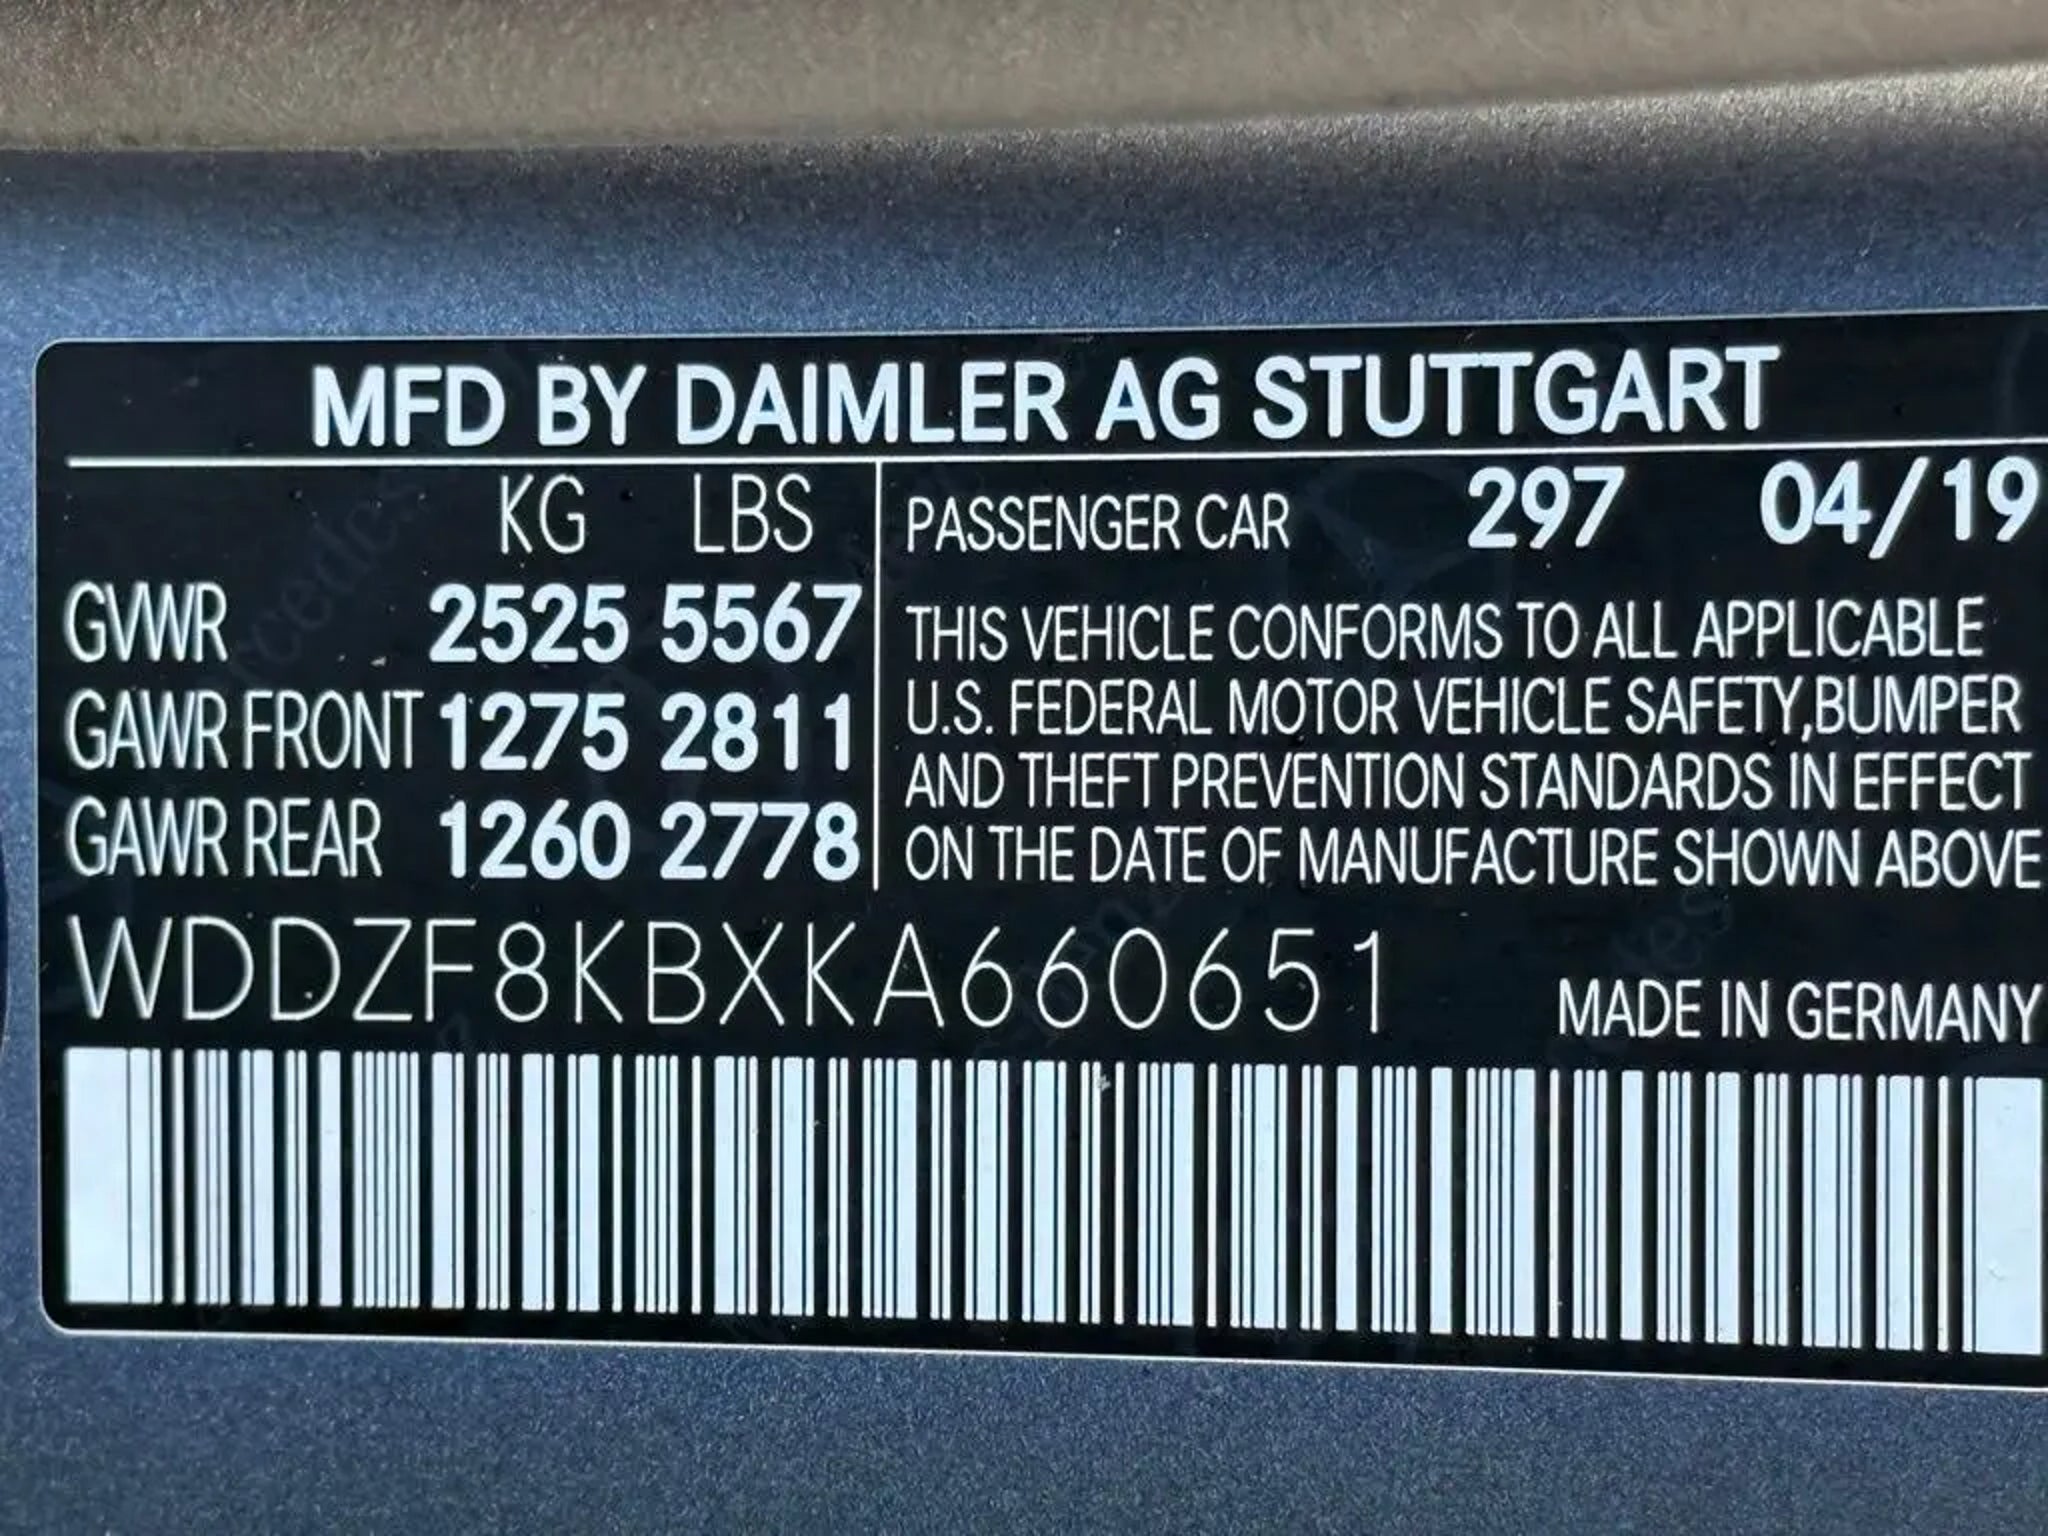 MFD BY DAIMLER AG STUTTGART
KG LBS
GVWR 2525 5567
GAWR FRONT 1275 2811
GAWR REAR 1260 2778
PASSENGER CAR 297 04/19
THIS VEHICLE CONFORMS TO ALL APPLICABLE
U.S. FEDERAL MOTOR VEHICLE SAFETY,BUMPER
AND THEFT PREVENTION STANDARDS IN EFFECT
ON THE DATE OF MANUFACTURE SHOWN ABOVE
WDDZF8KBXKA660651
MADE IN GERMANY